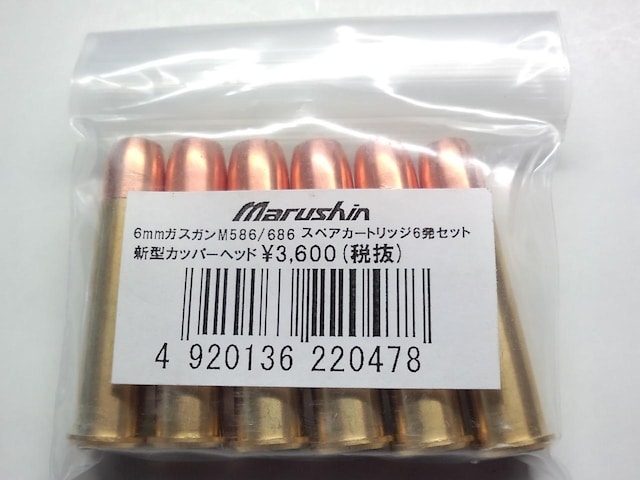 marushin
6mmガスガンM586/686 スペアカートリッジ6発セット
新型カッパーヘッド ¥3,600(税抜)
4 920136 220478